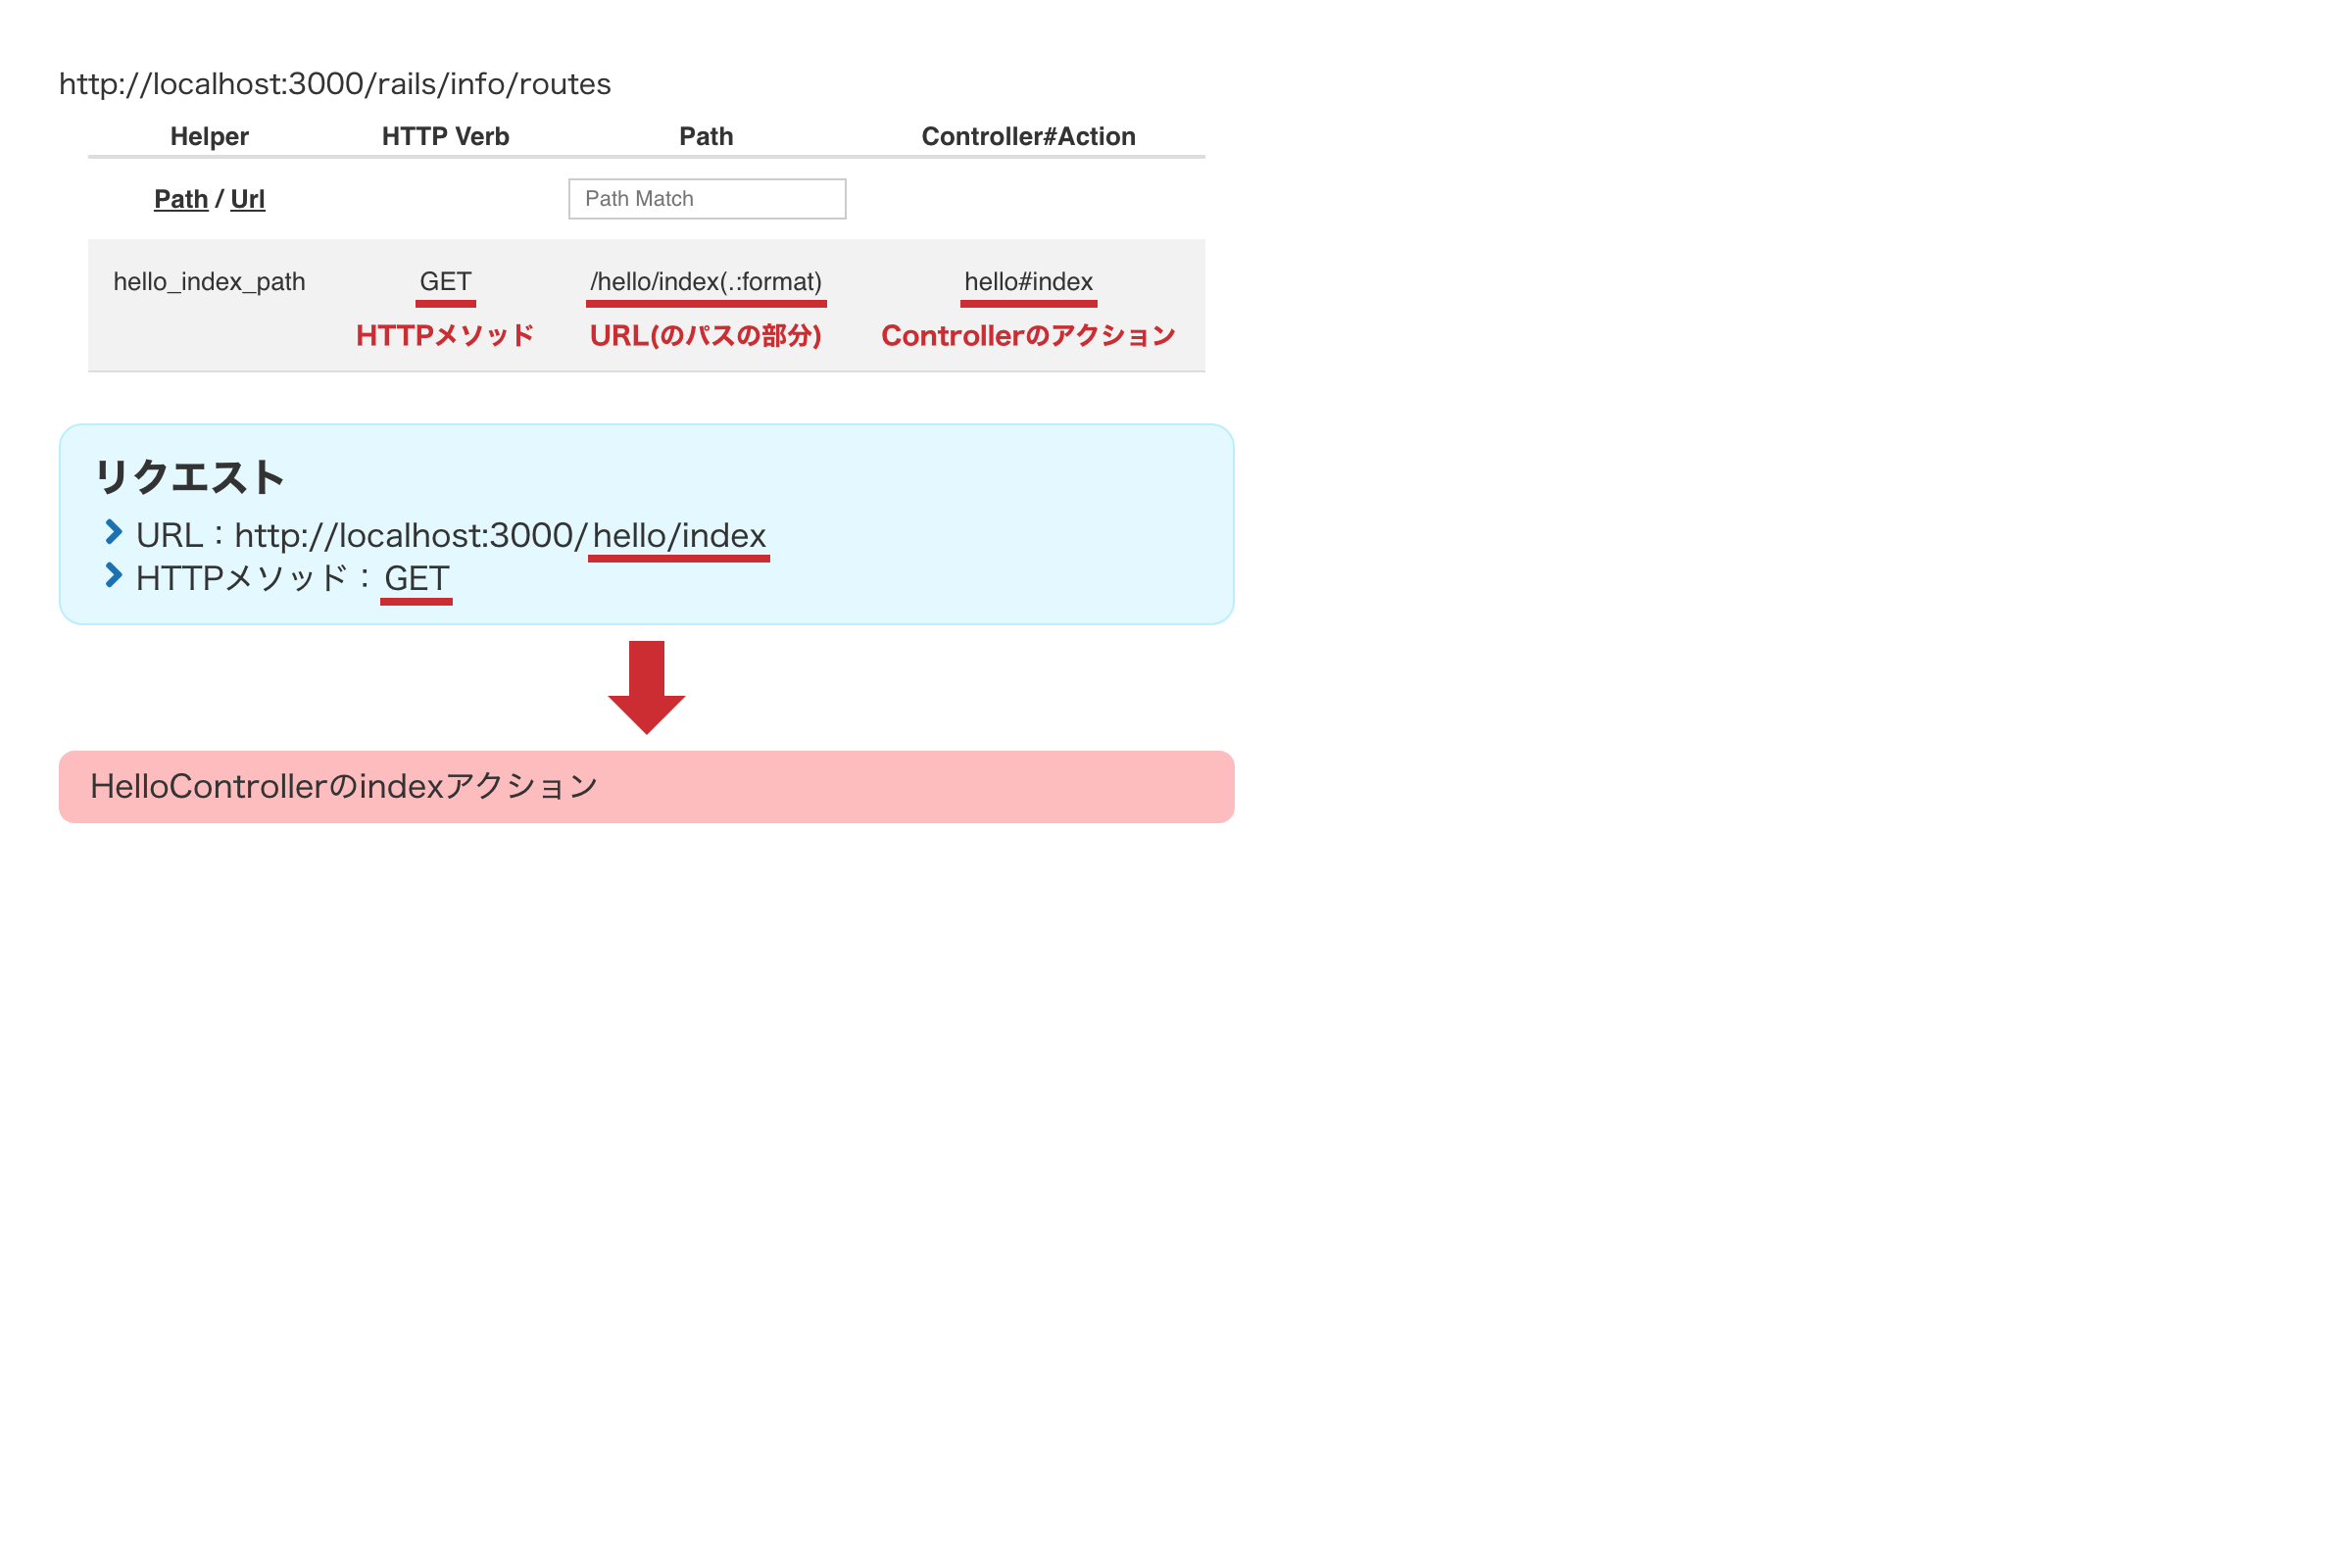 http://localhost:3000/rails/info/routes
Helper HTTP Verb Path Controller#Action
Path / Url Path Match
hello_index_path GET /hello/index(.:format) hello#index
HTTPメソッド URL(のパスの部分) Controllerのアクション
リクエスト
URL：http://localhost:3000/hello/index
HTTPメソッド：GET
HelloControllerのindexアクション